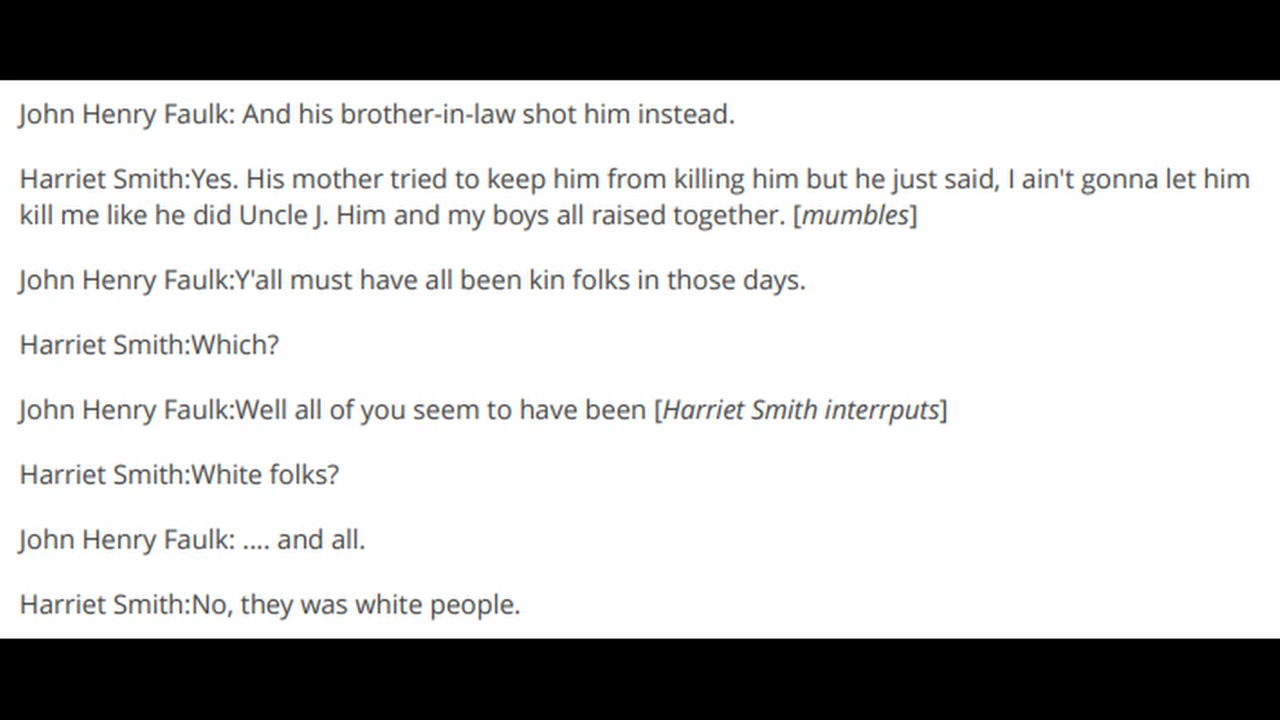 John Henry Faulk: And his brother-in-law shot him instead.
Harriet Smith:Yes. His mother tried to keep him from killing him but he just said, I ain't gonna let him
kill me like he did Uncle J. Him and my boys all raised together. [mumbles]
John Henry Faulk:Y'all must have all been kin folks in those days.
Harriet Smith:Which?
John Henry Faulk:Well all of you seem to have been [Harriet Smith interrputs]
Harriet Smith:White folks?
John Henry Faulk: .... and all.
Harriet Smith:No, they was white people.